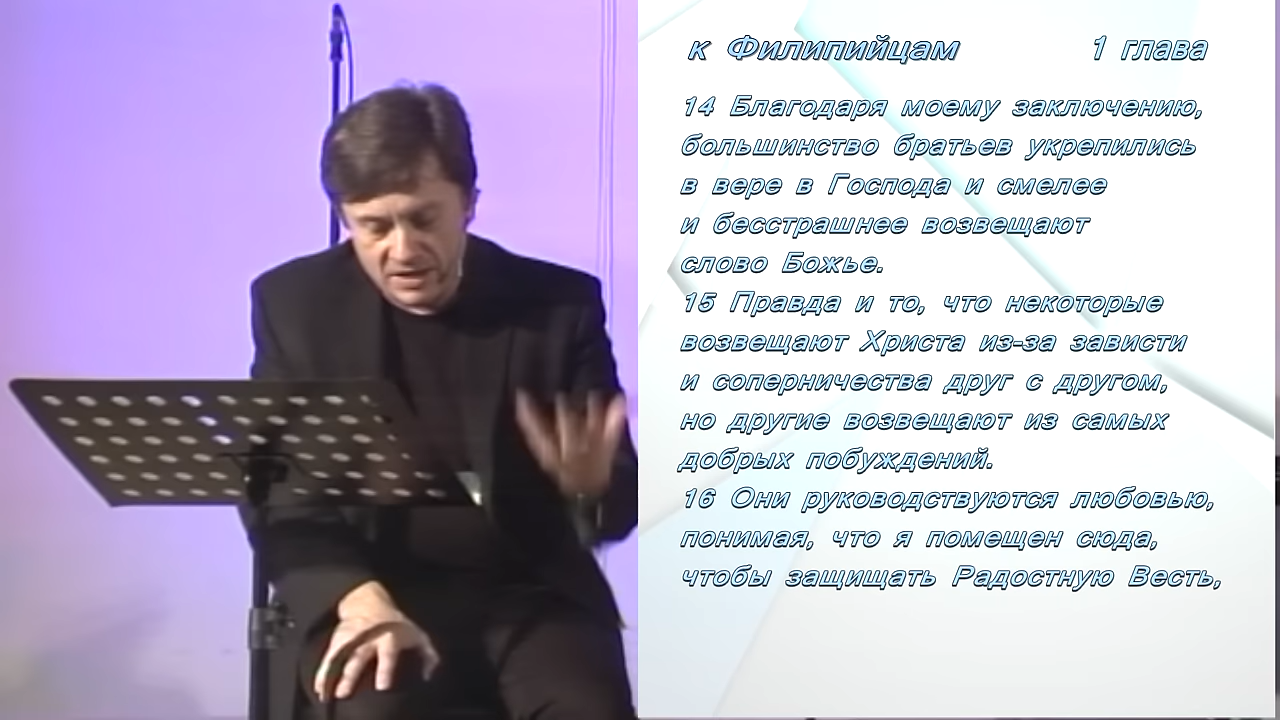 к Филипийцам 1 глава
14 Благодаря моему заключению,
большинство братьев укрепились
в вере в Господа и смелее
и бесстрашнее возвещают
слово Божье.
15 Правда и то, что некоторые
возвещают Христа из-за зависти
и соперничества друг с другом,
но другие возвещают из самых
добрых побуждений.
16 Они руководствуются любовью,
понимая, что я помещен сюда,
чтобы защищать Радостную Весть,